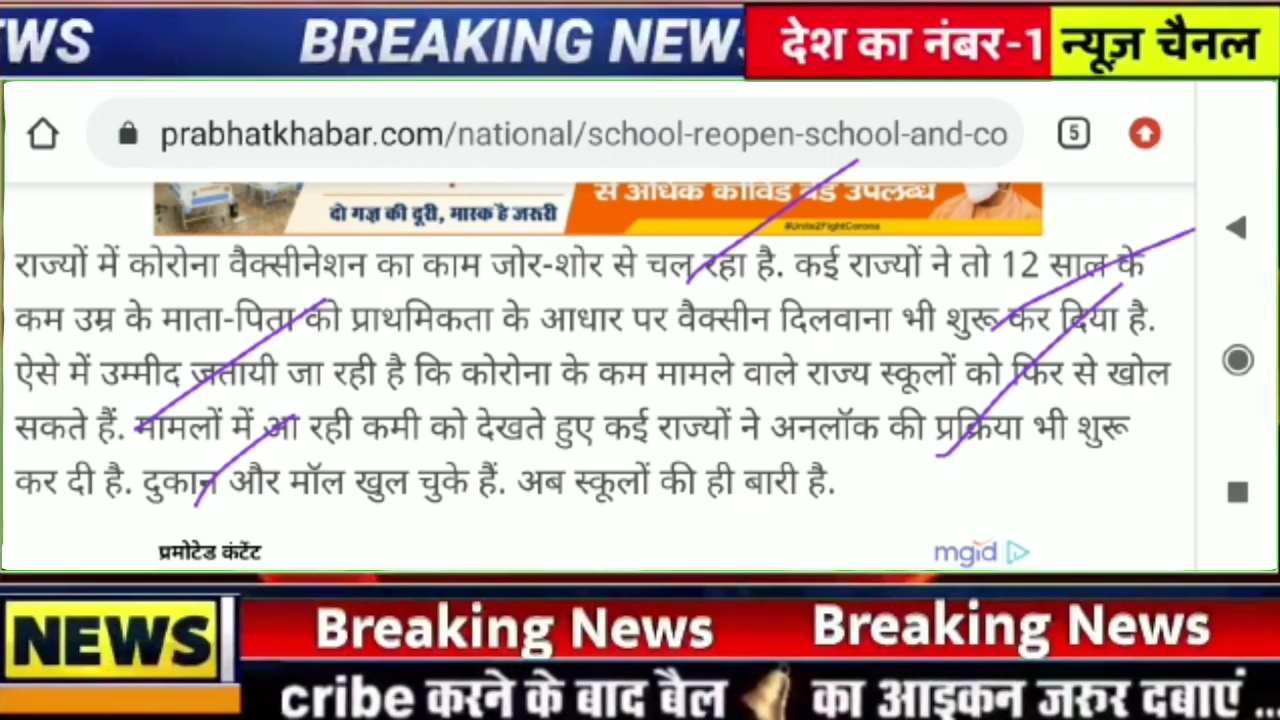 EWS BREAKING NEWS देश का नंबर-1 न्यूज़ चैनल
prabhatkhabar.com/national/school-reopen-school-and-co 5
से अधिक कोविड बेड उपलब्ध
दो गज़ की दूरी, मास्क है जरूरी
#Unite2FightCorona
राज्यों में कोरोना वैक्सीनेशन का काम जोर-शोर से चल रहा है. कई राज्यों ने तो 12 साल के
कम उम्र के माता-पिता को प्राथमिकता के आधार पर वैक्सीन दिलवाना भी शुरू कर दिया है.
ऐसे में उम्मीद जतायी जा रही है कि कोरोना के कम मामले वाले राज्य स्कूलों को फिर से खोल
सकते हैं. मामलों में आ रही कमी को देखते हुए कई राज्यों ने अनलॉक की प्रक्रिया भी शुरू
कर दी है. दुकान और मॉल खुल चुके हैं. अब स्कूलों की ही बारी है.
प्रमोटेड कंटेंट mgid
NEWS Breaking News Breaking News
cribe करने के बाद बैल का आइकन जरुर दबाएं ...